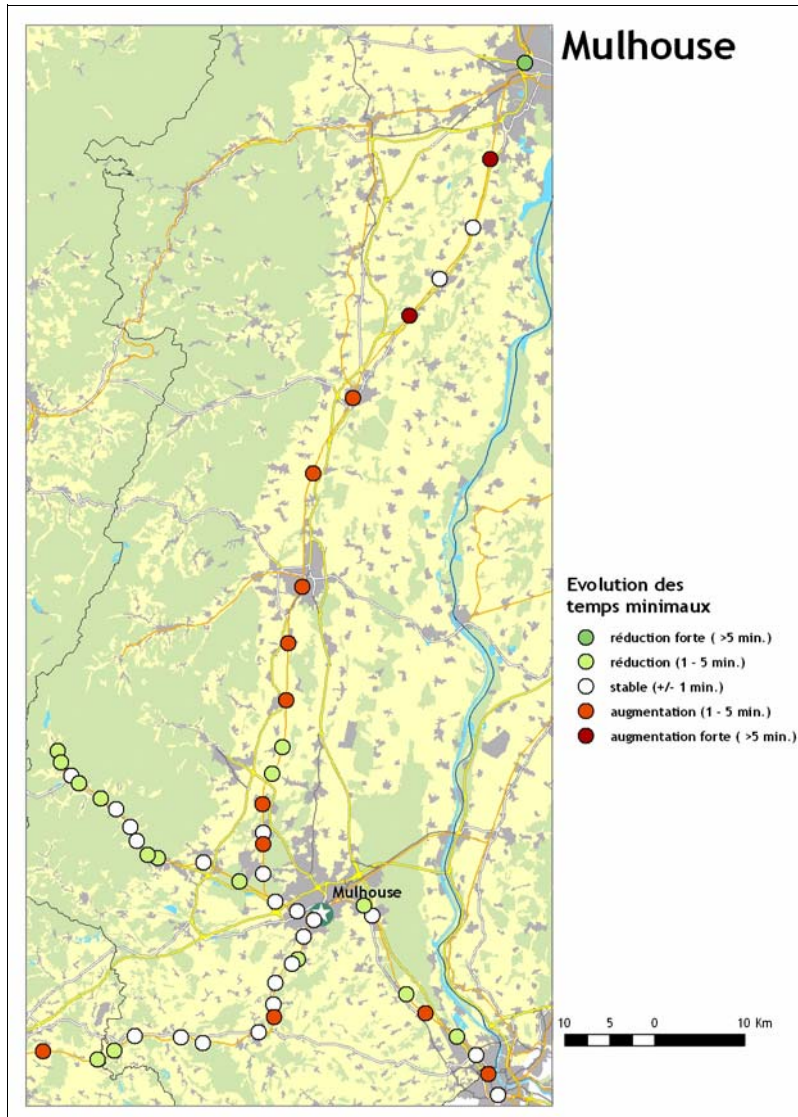 Mulhouse
Mulhouse
Evolution des
temps minimaux
réduction forte ( >5 min.)
réduction (1 - 5 min.)
stable (+/- 1 min.)
augmentation (1 - 5 min.)
augmentation forte ( >5 min.)
10 5 0 10 Km